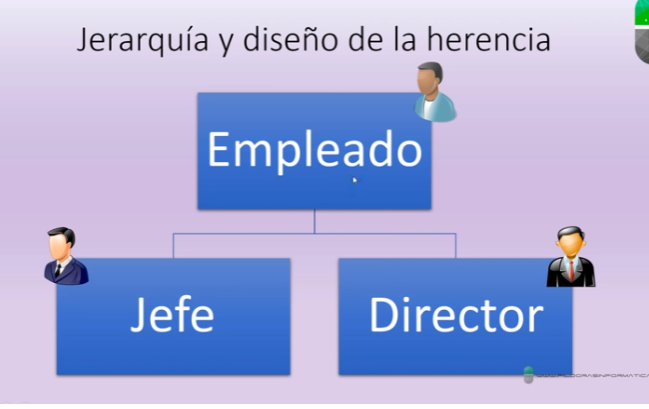 Jerarquía y diseño de la herencia
Empleado
Jefe
Director